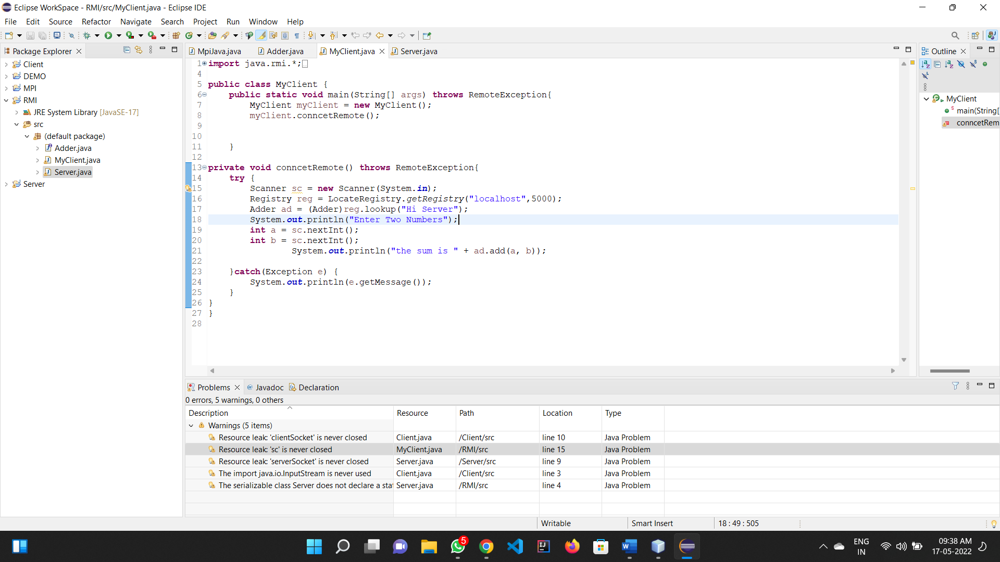 Eclipse WorkSpace - RMI/src/MyClient.java - Eclipse IDE
File Edit Source Refactor Navigate Search Project Run Window Help
Package Explorer
Client
DEMO
MPI
RMI
JRE System Library [JavaSE-17]
src
(default package)
Adder.java
MyClient.java
Server.java
Server
MpiJava.java Adder.java MyClient.java Server.java
1 import java.rmi.*;
4
5 public class MyClient {
6 public static void main(String[] args) throws RemoteException{
7 MyClient myClient = new MyClient();
8 myClient.conncetRemote();
9
10
11 }
12
13 private void conncetRemote() throws RemoteException{
14 try {
15 Scanner sc = new Scanner(System.in);
16 Registry reg = LocateRegistry.getRegistry("localhost",5000);
17 Adder ad = (Adder)reg.lookup("Hi Server");
18 System.out.println("Enter Two Numbers");
19 int a = sc.nextInt();
20 int b = sc.nextInt();
21 System.out.println("the sum is " + ad.add(a, b));
22
23 }catch(Exception e) {
24 System.out.println(e.getMessage());
25 }
26 }
27 }
28
Outline
MyClient
main(String[
conncetRem
Problems Javadoc Declaration
0 errors, 5 warnings, 0 others
Description Resource Path Location Type
Warnings (5 items)
Resource leak: 'clientSocket' is never closed Client.java /Client/src line 10 Java Problem
Resource leak: 'sc' is never closed MyClient.java /RMI/src line 15 Java Problem
Resource leak: 'serverSocket' is never closed Server.java /Server/src line 9 Java Problem
The import java.io.InputStream is never used Client.java /Client/src line 3 Java Problem
The serializable class Server does not declare a stat Server.java /RMI/src line 4 Java Problem
Writable Smart Insert 18 : 49 : 505
5
ENG
IN
09:38 AM
17-05-2022